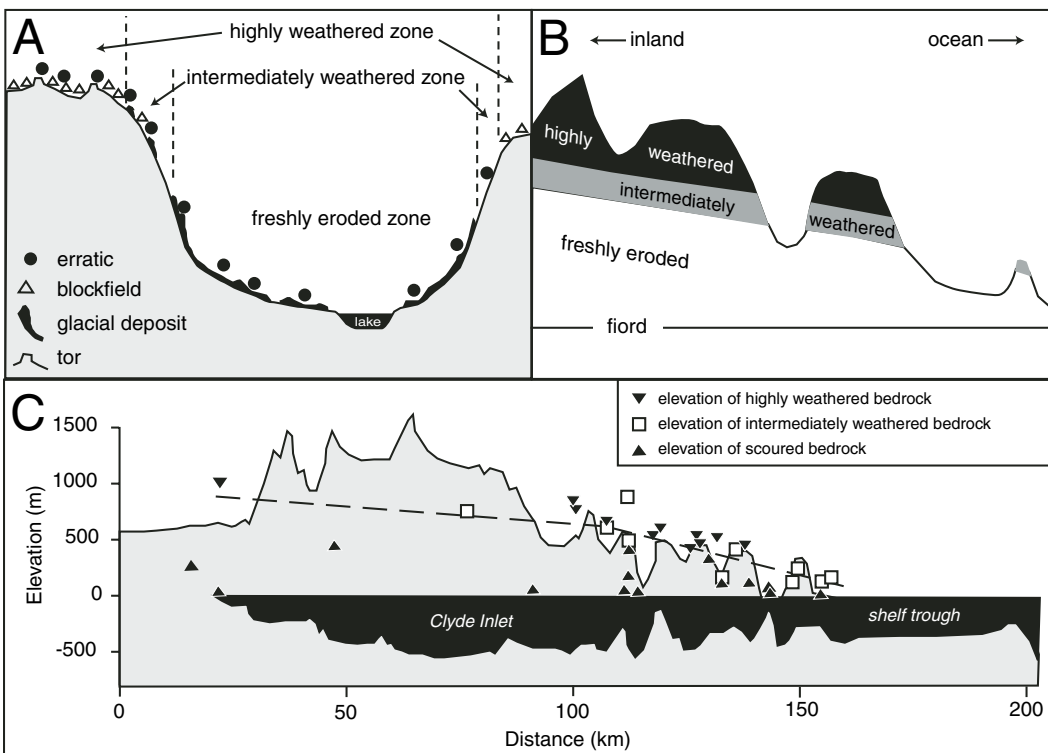 A
highly weathered zone
intermediately weathered zone
freshly eroded zone
erratic
blockfield
glacial deposit
tor
lake
B
inland
ocean
highly
weathered
intermediately
weathered
freshly eroded
fiord
C
elevation of highly weathered bedrock
elevation of intermediately weathered bedrock
elevation of scoured bedrock
1500
1000
500
0
-500
Elevation (m)
Clyde Inlet
shelf trough
0
50
100
150
200
Distance (km)